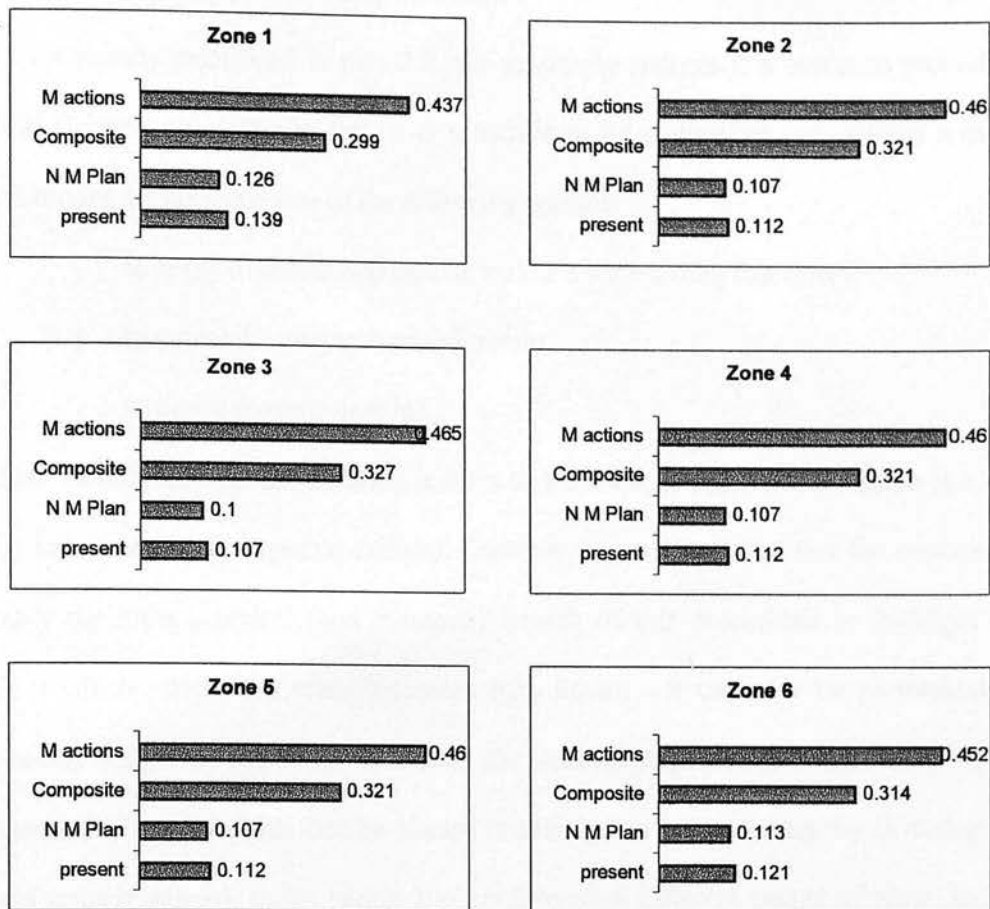 Zone 1
M actions 0.437
Composite 0.299
N M Plan 0.126
present 0.139
Zone 2
M actions 0.46
Composite 0.321
N M Plan 0.107
present 0.112
Zone 3
M actions 0.465
Composite 0.327
N M Plan 0.1
present 0.107
Zone 4
M actions 0.46
Composite 0.321
N M Plan 0.107
present 0.112
Zone 5
M actions 0.46
Composite 0.321
N M Plan 0.107
present 0.112
Zone 6
M actions 0.452
Composite 0.314
N M Plan 0.113
present 0.121